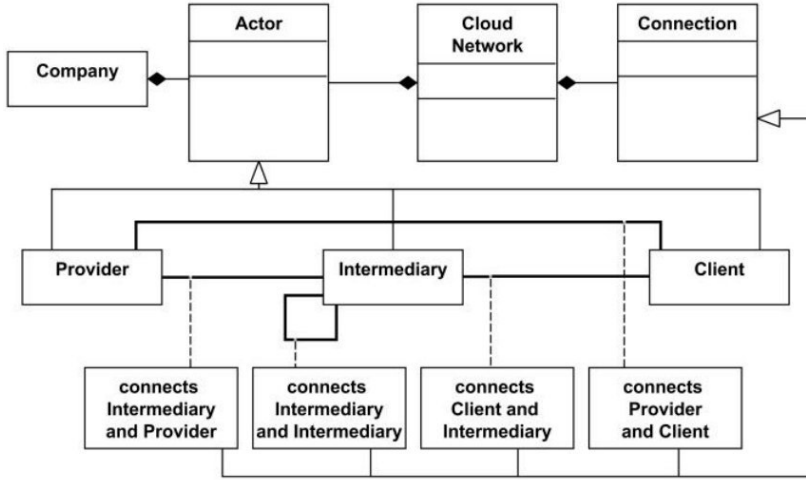 Actor
Cloud
Network
Connection
Company
Provider
Intermediary
Client
connects
Intermediary
and Provider
connects
Intermediary
and Intermediary
connects
Client and
Intermediary
connects
Provider
and Client